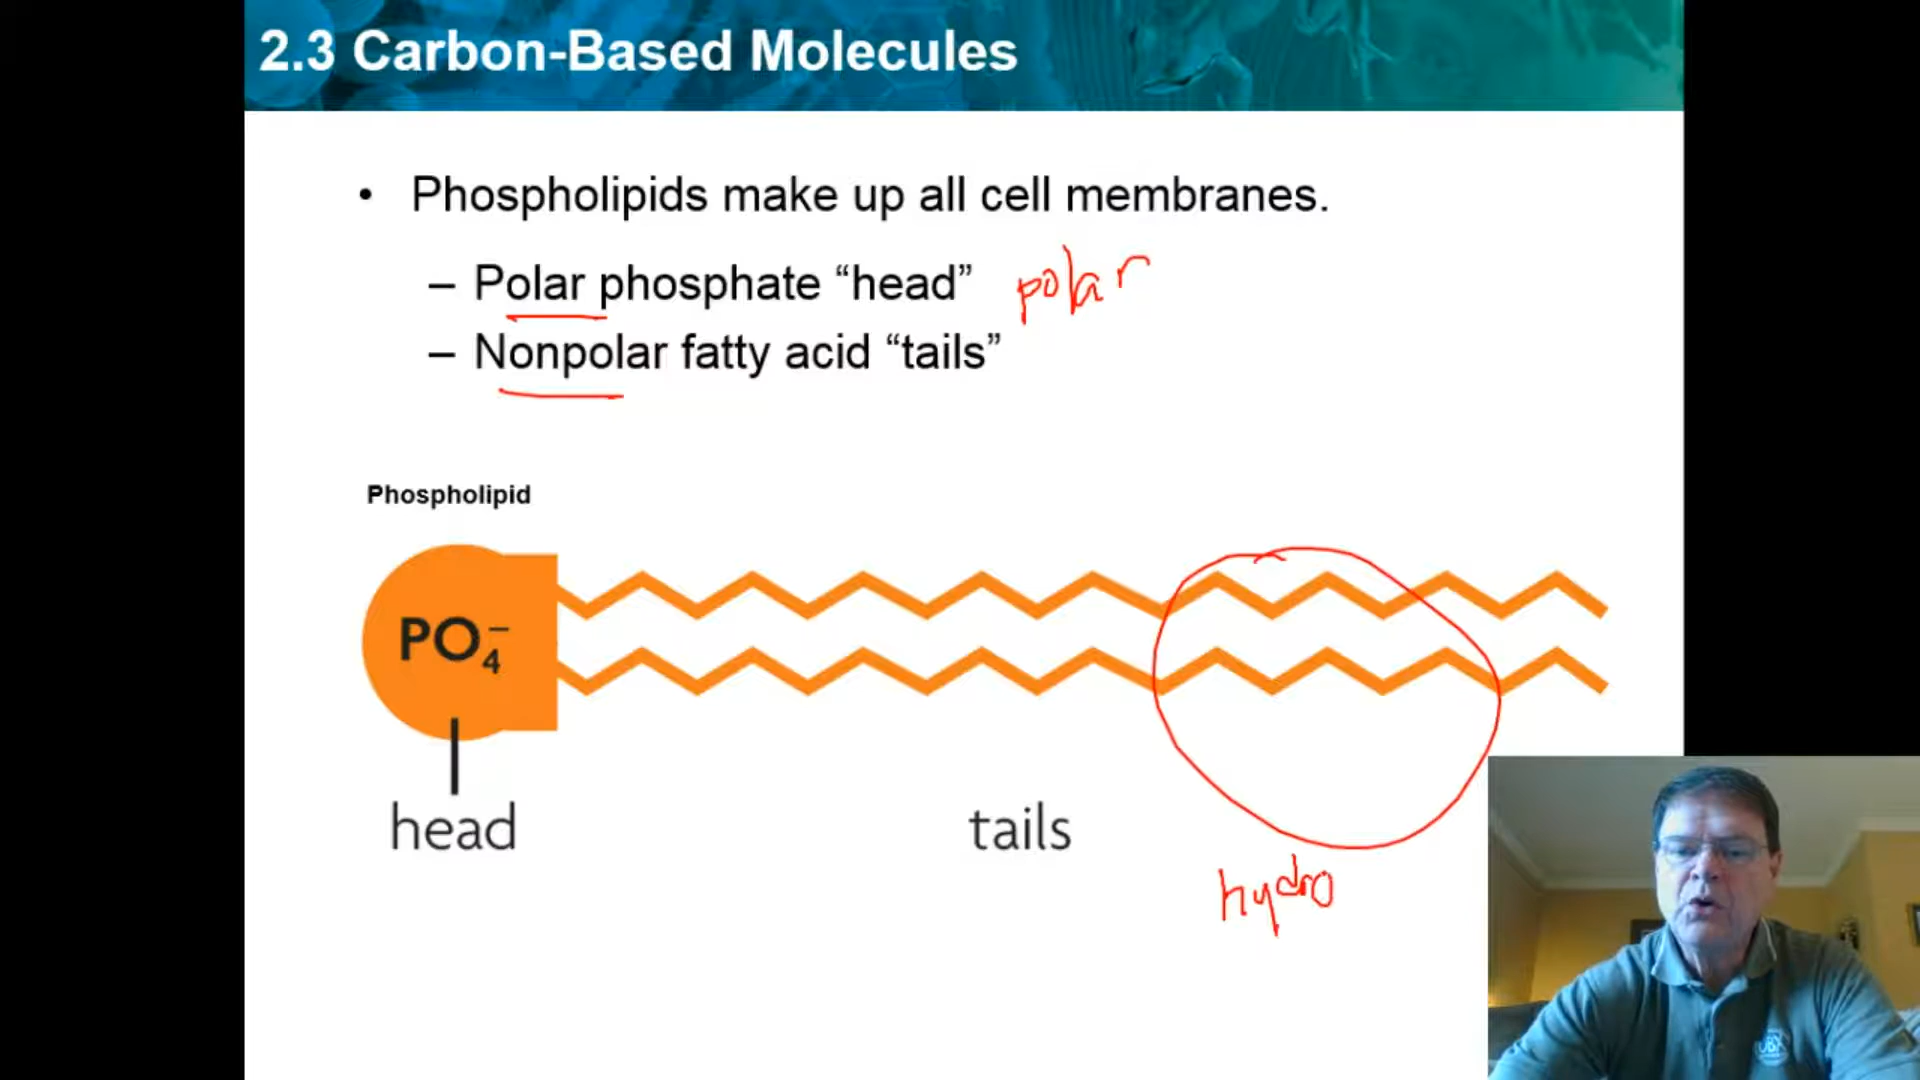 2.3 Carbon-Based Molecules
• Phospholipids make up all cell membranes.
– Polar phosphate “head” polar
– Nonpolar fatty acid “tails”
Phospholipid
PO₄⁻
head
tails
hydro